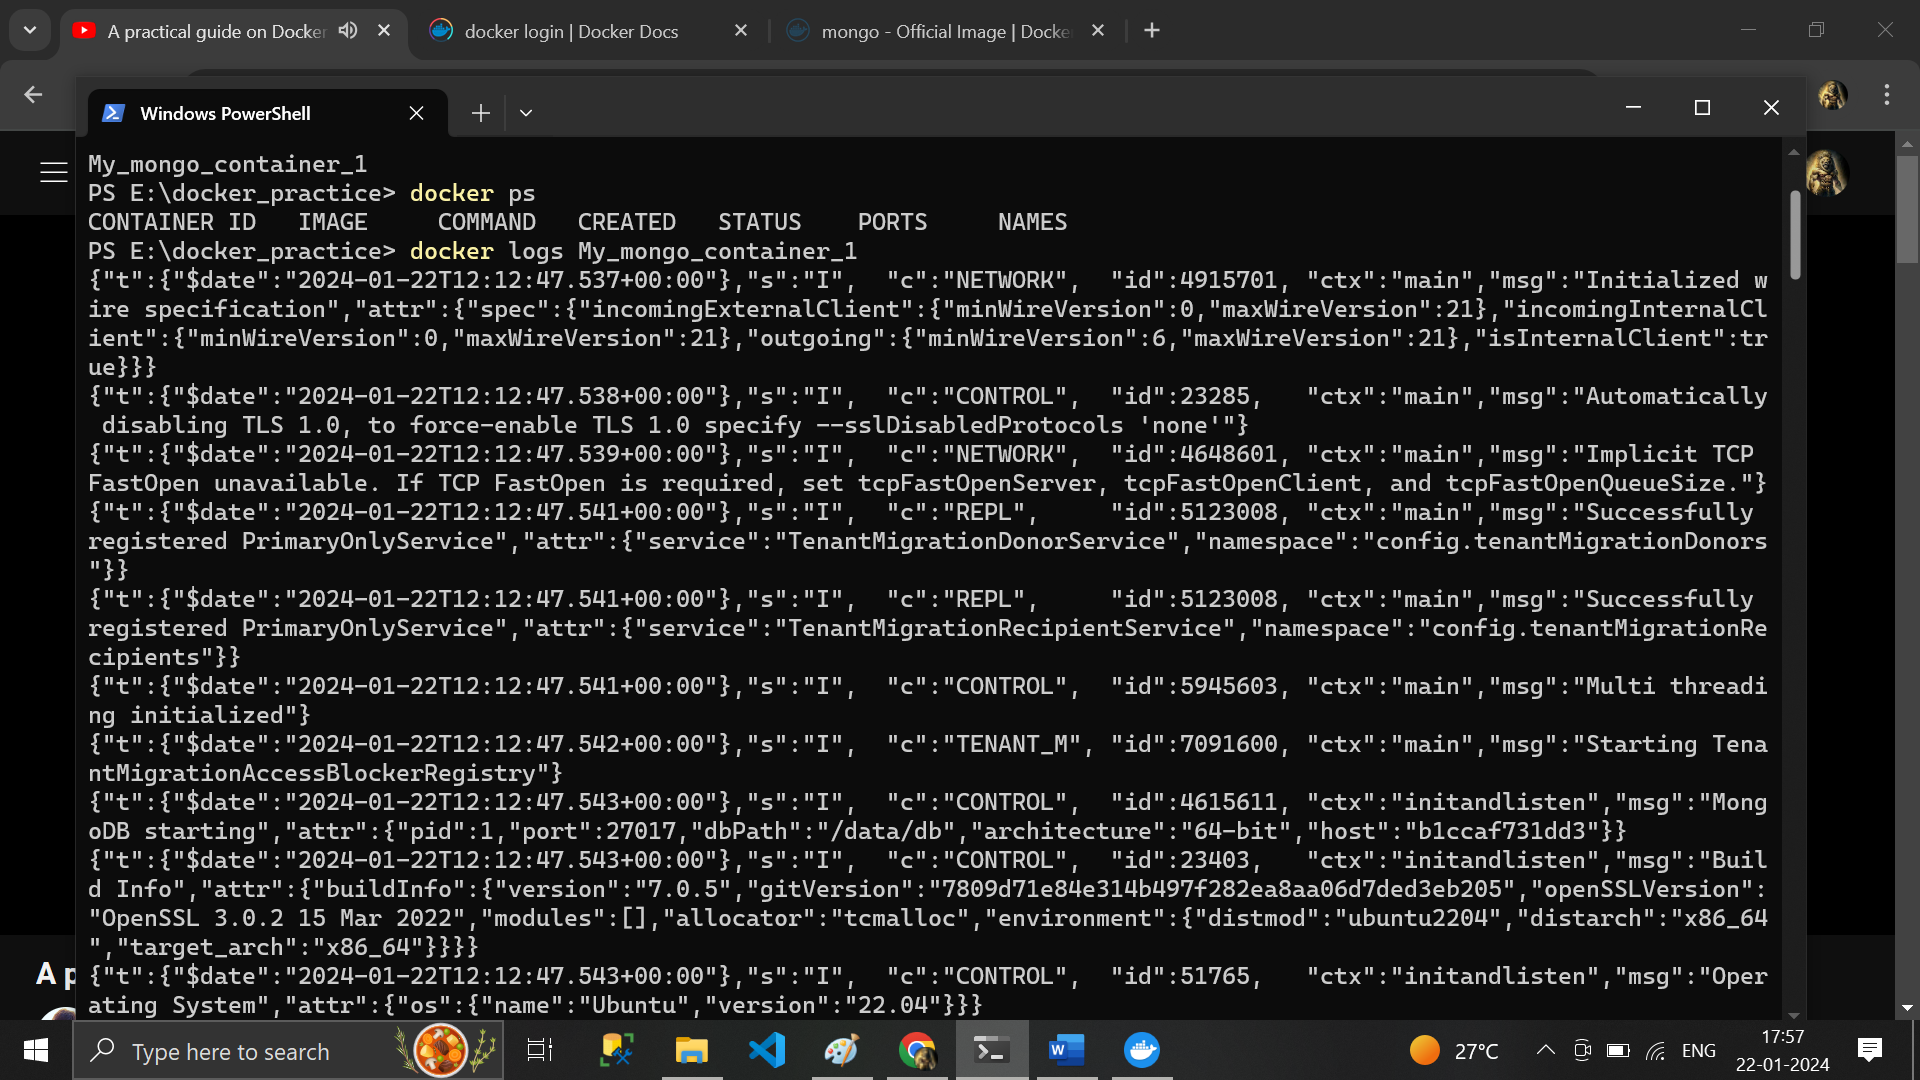 A practical guide on Docker
docker login | Docker Docs
mongo - Official Image | Docke
Windows PowerShell
My_mongo_container_1
PS E:\docker_practice> docker ps
CONTAINER ID   IMAGE     COMMAND   CREATED   STATUS    PORTS     NAMES
PS E:\docker_practice> docker logs My_mongo_container_1
{"t":{"$date":"2024-01-22T12:12:47.537+00:00"},"s":"I",  "c":"NETWORK",  "id":4915701, "ctx":"main","msg":"Initialized w
ire specification","attr":{"spec":{"incomingExternalClient":{"minWireVersion":0,"maxWireVersion":21},"incomingInternalCl
ient":{"minWireVersion":0,"maxWireVersion":21},"outgoing":{"minWireVersion":6,"maxWireVersion":21},"isInternalClient":tr
ue}}}
{"t":{"$date":"2024-01-22T12:12:47.538+00:00"},"s":"I",  "c":"CONTROL",  "id":23285,   "ctx":"main","msg":"Automatically
 disabling TLS 1.0, to force-enable TLS 1.0 specify --sslDisabledProtocols 'none'"}
{"t":{"$date":"2024-01-22T12:12:47.539+00:00"},"s":"I",  "c":"NETWORK",  "id":4648601, "ctx":"main","msg":"Implicit TCP 
FastOpen unavailable. If TCP FastOpen is required, set tcpFastOpenServer, tcpFastOpenClient, and tcpFastOpenQueueSize."}
{"t":{"$date":"2024-01-22T12:12:47.541+00:00"},"s":"I",  "c":"REPL",     "id":5123008, "ctx":"main","msg":"Successfully 
registered PrimaryOnlyService","attr":{"service":"TenantMigrationDonorService","namespace":"config.tenantMigrationDonors
"}}
{"t":{"$date":"2024-01-22T12:12:47.541+00:00"},"s":"I",  "c":"REPL",     "id":5123008, "ctx":"main","msg":"Successfully 
registered PrimaryOnlyService","attr":{"service":"TenantMigrationRecipientService","namespace":"config.tenantMigrationRe
cipients"}}
{"t":{"$date":"2024-01-22T12:12:47.541+00:00"},"s":"I",  "c":"CONTROL",  "id":5945603, "ctx":"main","msg":"Multi threadi
ng initialized"}
{"t":{"$date":"2024-01-22T12:12:47.542+00:00"},"s":"I",  "c":"TENANT_M", "id":7091600, "ctx":"main","msg":"Starting Tena
ntMigrationAccessBlockerRegistry"}
{"t":{"$date":"2024-01-22T12:12:47.543+00:00"},"s":"I",  "c":"CONTROL",  "id":4615611, "ctx":"initandlisten","msg":"Mong
oDB starting","attr":{"pid":1,"port":27017,"dbPath":"/data/db","architecture":"64-bit","host":"b1ccaf731dd3"}}
{"t":{"$date":"2024-01-22T12:12:47.543+00:00"},"s":"I",  "c":"CONTROL",  "id":23403,   "ctx":"initandlisten","msg":"Buil
d Info","attr":{"buildInfo":{"version":"7.0.5","gitVersion":"7809d71e84e314b497f282ea8aa06d7ded3eb205","openSSLVersion":
"OpenSSL 3.0.2 15 Mar 2022","modules":[],"allocator":"tcmalloc","environment":{"distmod":"ubuntu2204","distarch":"x86_64
","target_arch":"x86_64"}}}}
{"t":{"$date":"2024-01-22T12:12:47.543+00:00"},"s":"I",  "c":"CONTROL",  "id":51765,   "ctx":"initandlisten","msg":"Oper
ating System","attr":{"os":{"name":"Ubuntu","version":"22.04"}}}
A p
Type here to search
27°C
ENG
17:57
22-01-2024